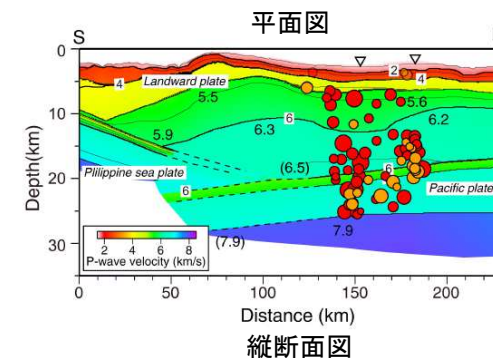 平面図
S
0
10
20
30
Depth(km)
2
4
4
Landward plate
5.5
5.6
5.9
6.3
6
6.2
(6.5)
6
Plilippine sea plate
6
Pacific plate
7.9
(7.9)
2 4 6 8
P-wave velocity (km/s)
0 50 100 150 200
Distance (km)
縦断面図